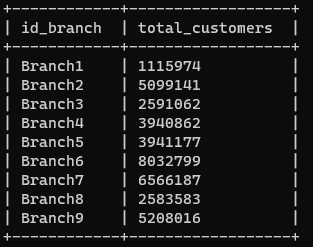 id_branch | total_customers
Branch1 | 1115974
Branch2 | 5099141
Branch3 | 2591062
Branch4 | 3940862
Branch5 | 3941177
Branch6 | 8032799
Branch7 | 6566187
Branch8 | 2583583
Branch9 | 5208016